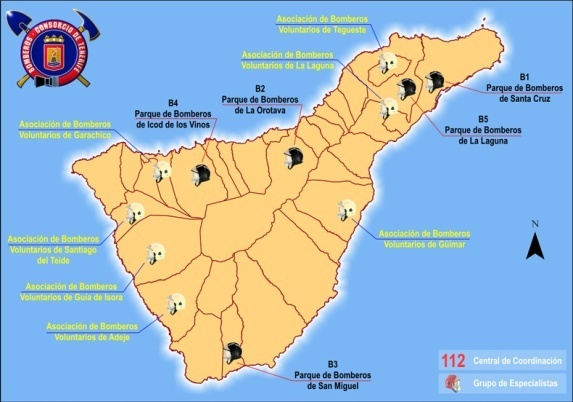 BOMBEROS · CONSORCIO DE TENERIFE
Asociación de Bomberos
Voluntarios de Tegueste
Asociación de Bomberos
Voluntarios de La Laguna
B1
Parque de Bomberos
de Santa Cruz
B2
Parque de Bomberos
de La Orotava
B4
Parque de Bomberos
de Icod de los Vinos
B5
Parque de Bomberos
de La Laguna
Asociación de Bomberos
Voluntarios de Garachico
Asociación de Bomberos
Voluntarios de Santiago
del Teide
Asociación de Bomberos
Voluntarios de Güimar
N
Asociación de Bomberos
Voluntarios de Guia de Isora
Asociación de Bomberos
Voluntarios de Adeje
B3
Parque de Bomberos
de San Miguel
112 Central de Coordinación
Grupo de Especialistas